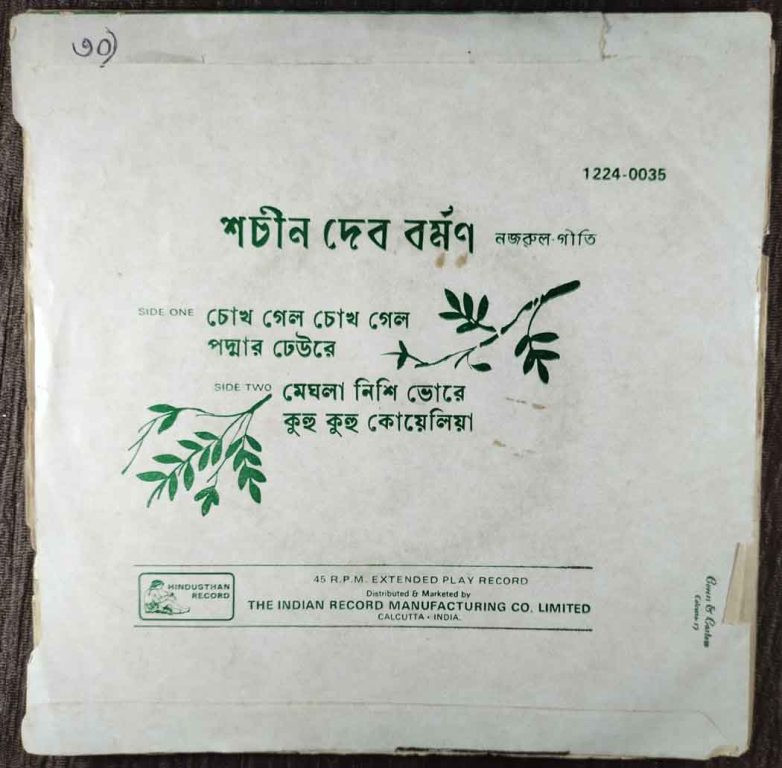 ৩০)
1224-0035
শচীন দেব বর্মণ নজরুল-গীতি
SIDE ONE চোখ গেল চোখ গেল
পদ্মার ঢেউরে
SIDE TWO মেঘলা নিশি ভোরে
কুহু কুহু কোয়েলিয়া
HINDUSTHAN
RECORD
45 R.P.M. EXTENDED PLAY RECORD
Distributed & Marketed by
THE INDIAN RECORD MANUFACTURING CO. LIMITED
CALCUTTA · INDIA.